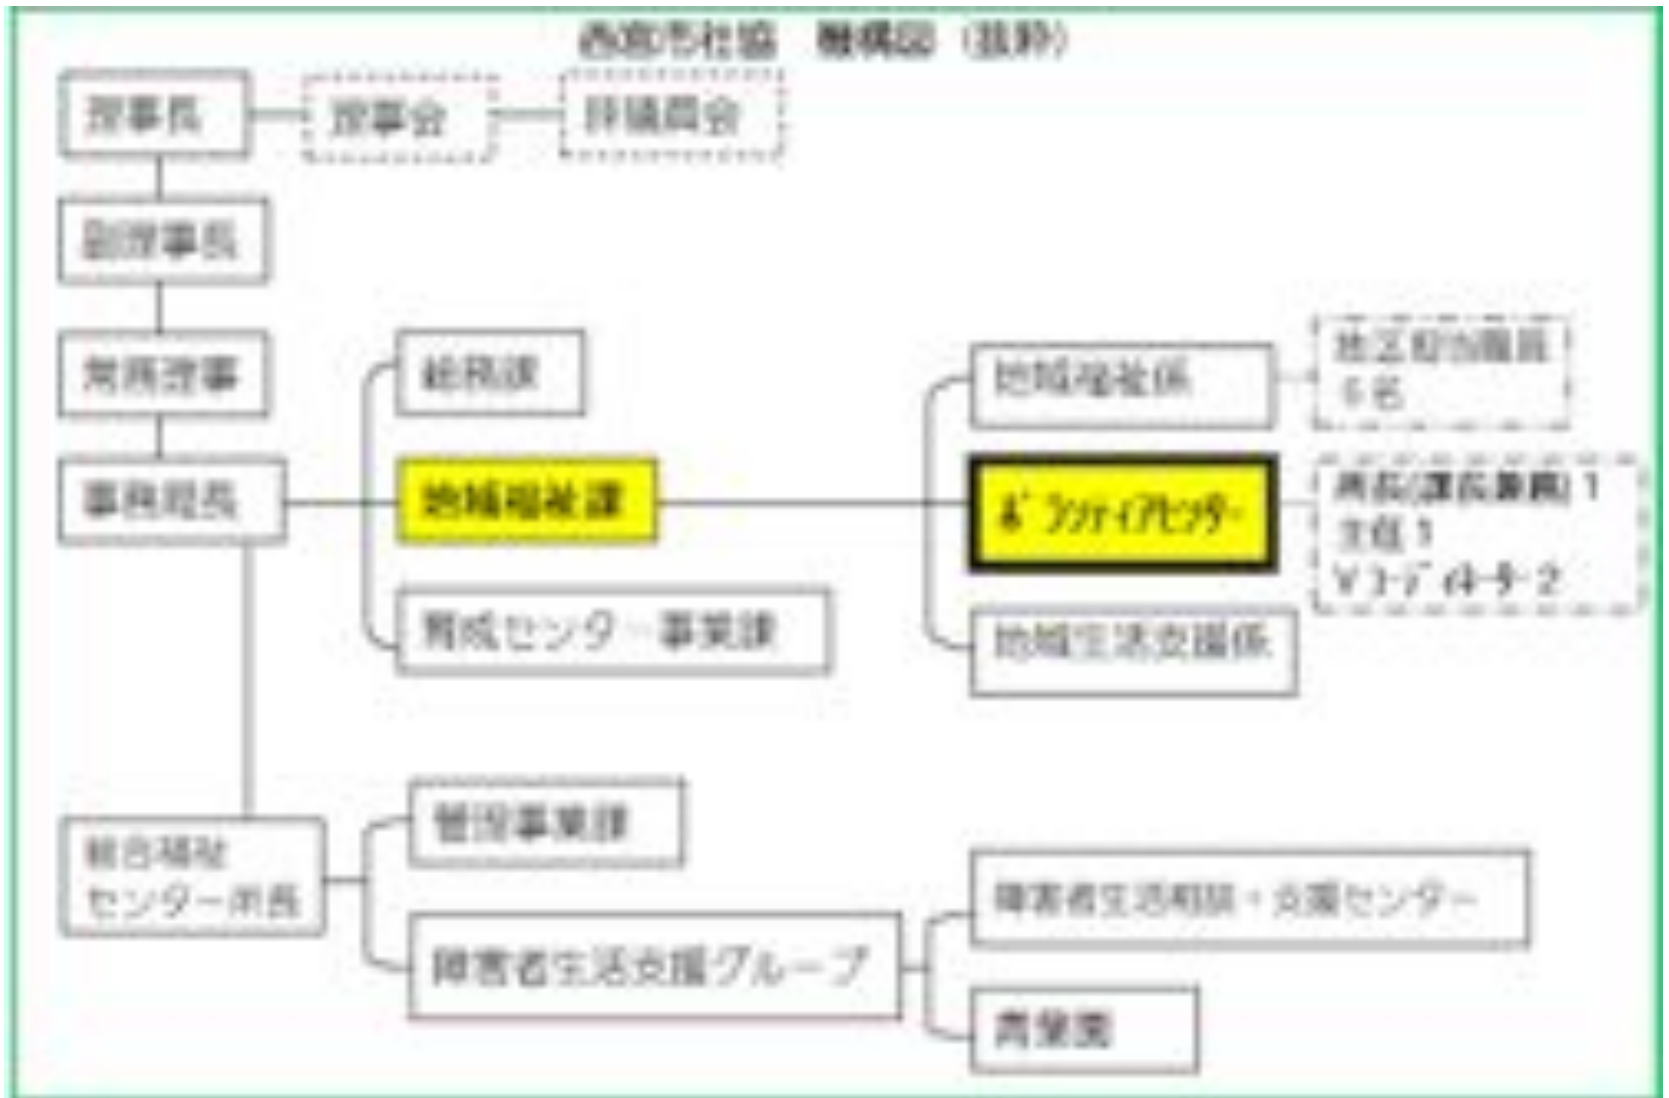 西宮市社協　機構図（抜粋）
理事長
理事会
評議員会
副理事長
常務理事
総務課
地域福祉係
地区担当職員
事務局長
地域福祉課
ﾎﾞﾗﾝﾃｨｱｾﾝﾀｰ
所長(課長兼務) 1
主任 1
Vｺｰﾃﾞｨﾈｰﾀｰ 2
育成センター事業課
地域生活支援係
管理事業課
総合福祉
センター所長
障害者生活相談・支援センター
障害者生活支援グループ
青葉園